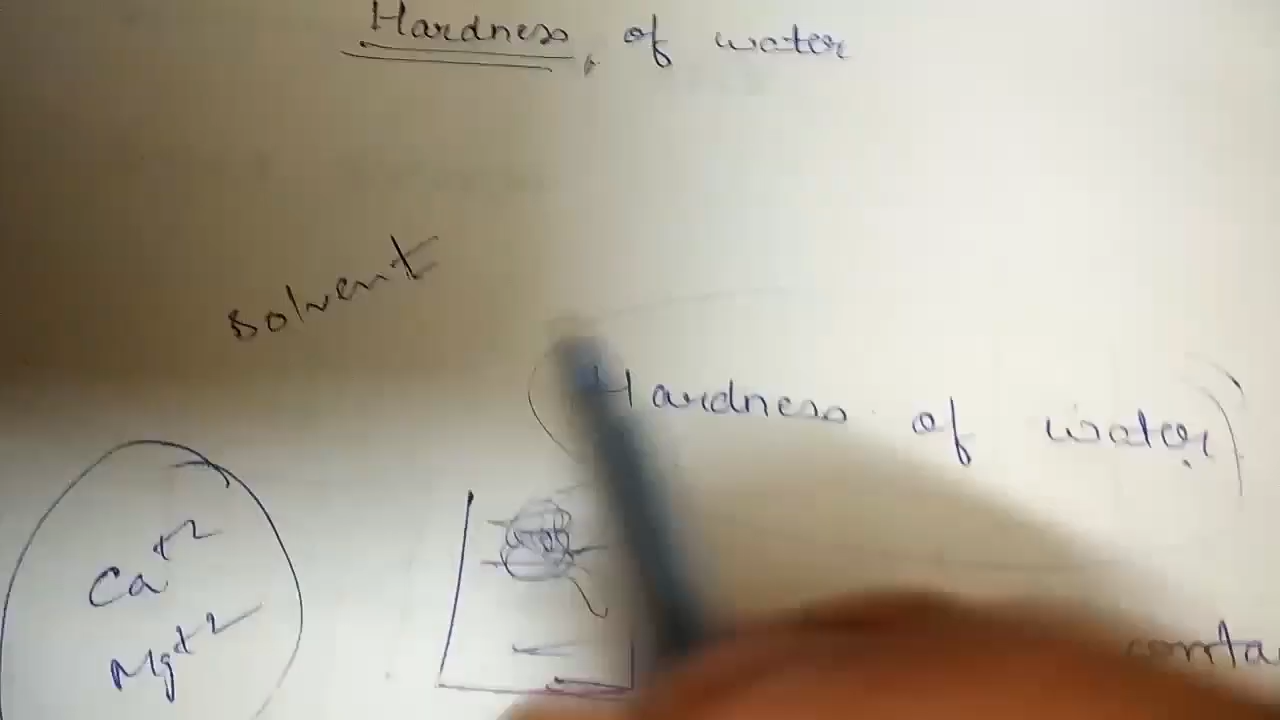 Hardness of water
solvent
Hardness of water
Ca+2
Mg+2